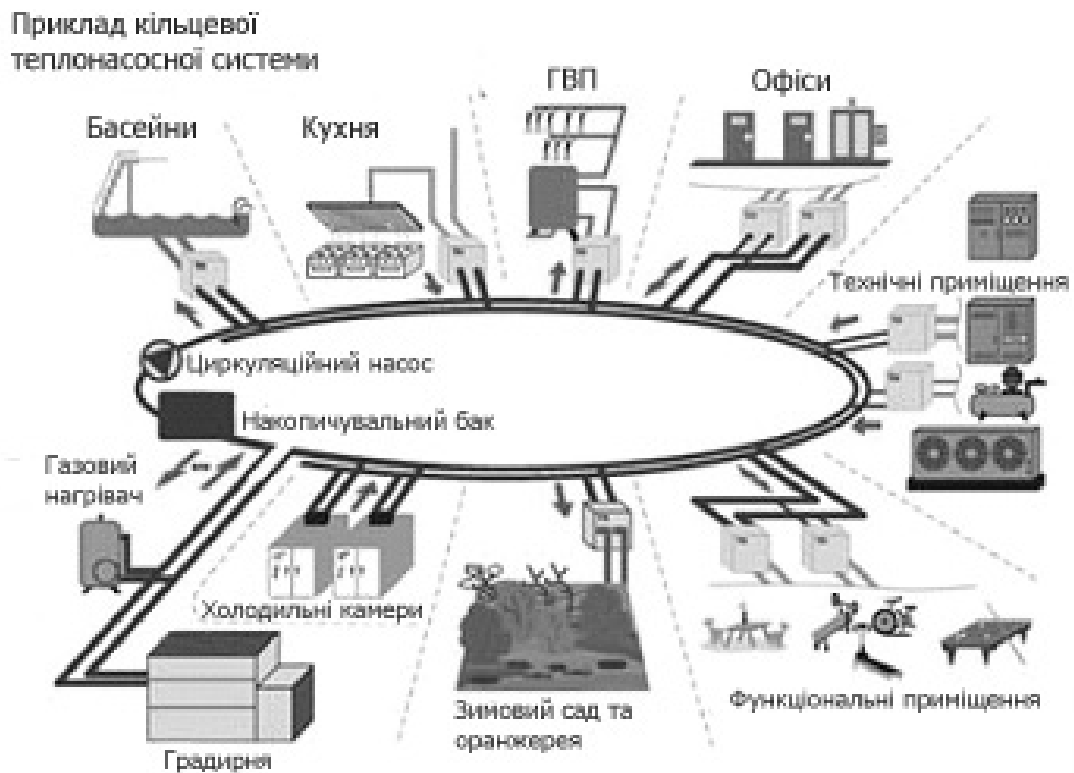 Приклад кільцевої
теплонасосної системи
Басейни
Кухня
ГВП
Офіси
Технічні приміщення
Циркуляційний насос
Накопичувальний бак
Газовий
нагрівач
Холодильні камери
Зимовий сад та
оранжерея
Функціональні приміщення
Градирня